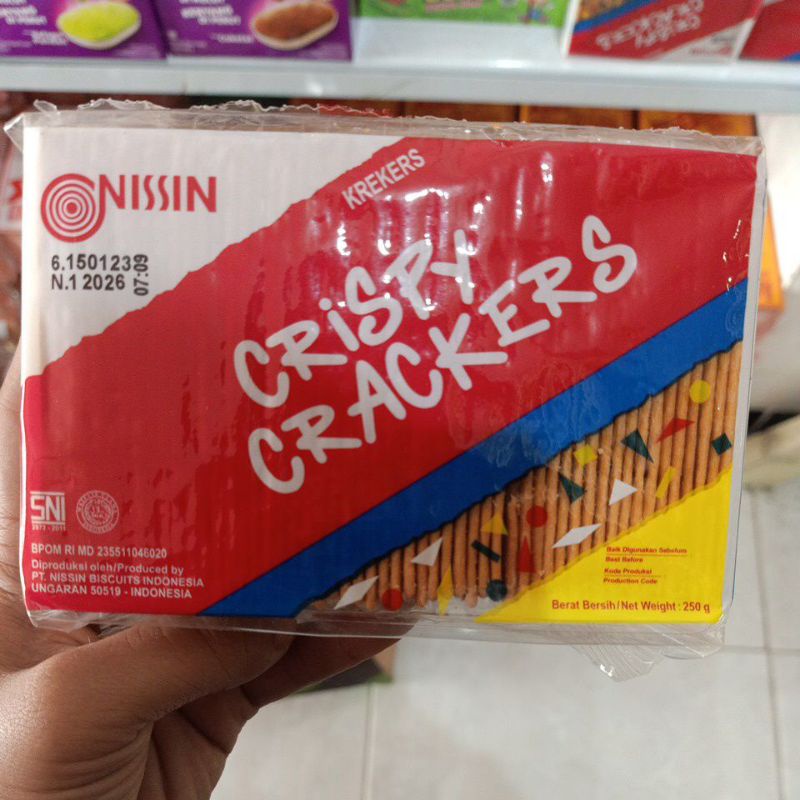 NISSIN
KREKERS
6.1501239
N.1 2026
07:09
CRiSPY
CRACKERS
SNI
BPOM RI MD 235511046020
Diproduksi oleh/Produced by
PT. NISSIN BISCUITS INDONESIA
UNGARAN 50519 - INDONESIA
Baik Digunakan Sebelum
Best Before
Kode Produksi
Production Code
Berat Bersih/Net Weight : 250 g